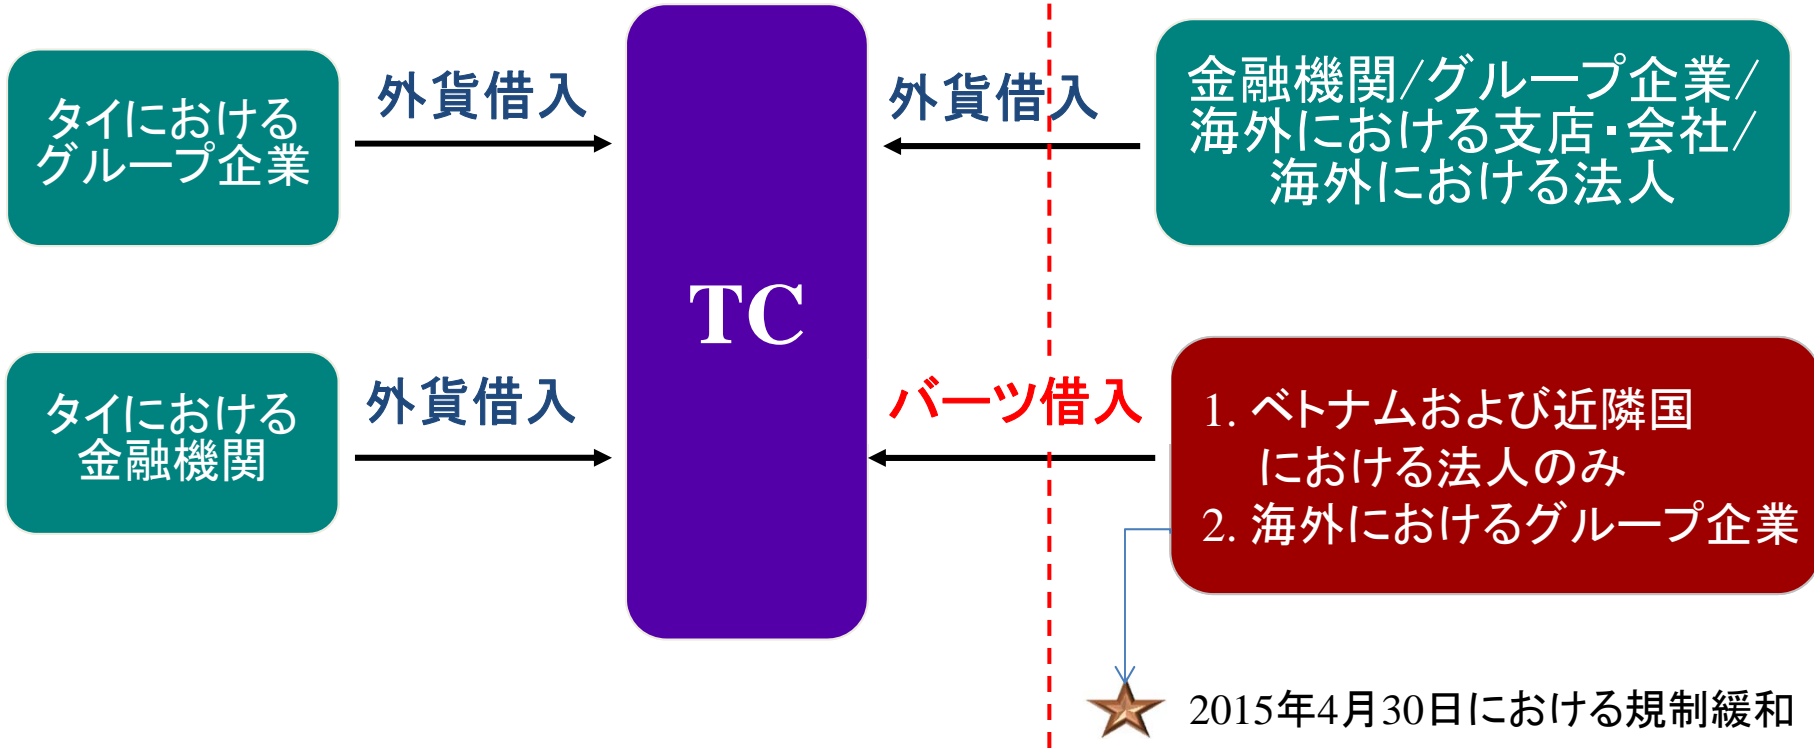 タイにおける
グループ企業
外貨借入
TC
外貨借入
金融機関/グループ企業/
海外における支店・会社/
海外における法人
タイにおける
金融機関
外貨借入
バーツ借入
1. ベトナムおよび近隣国
における法人のみ
2. 海外におけるグループ企業
2015年4月30日における規制緩和